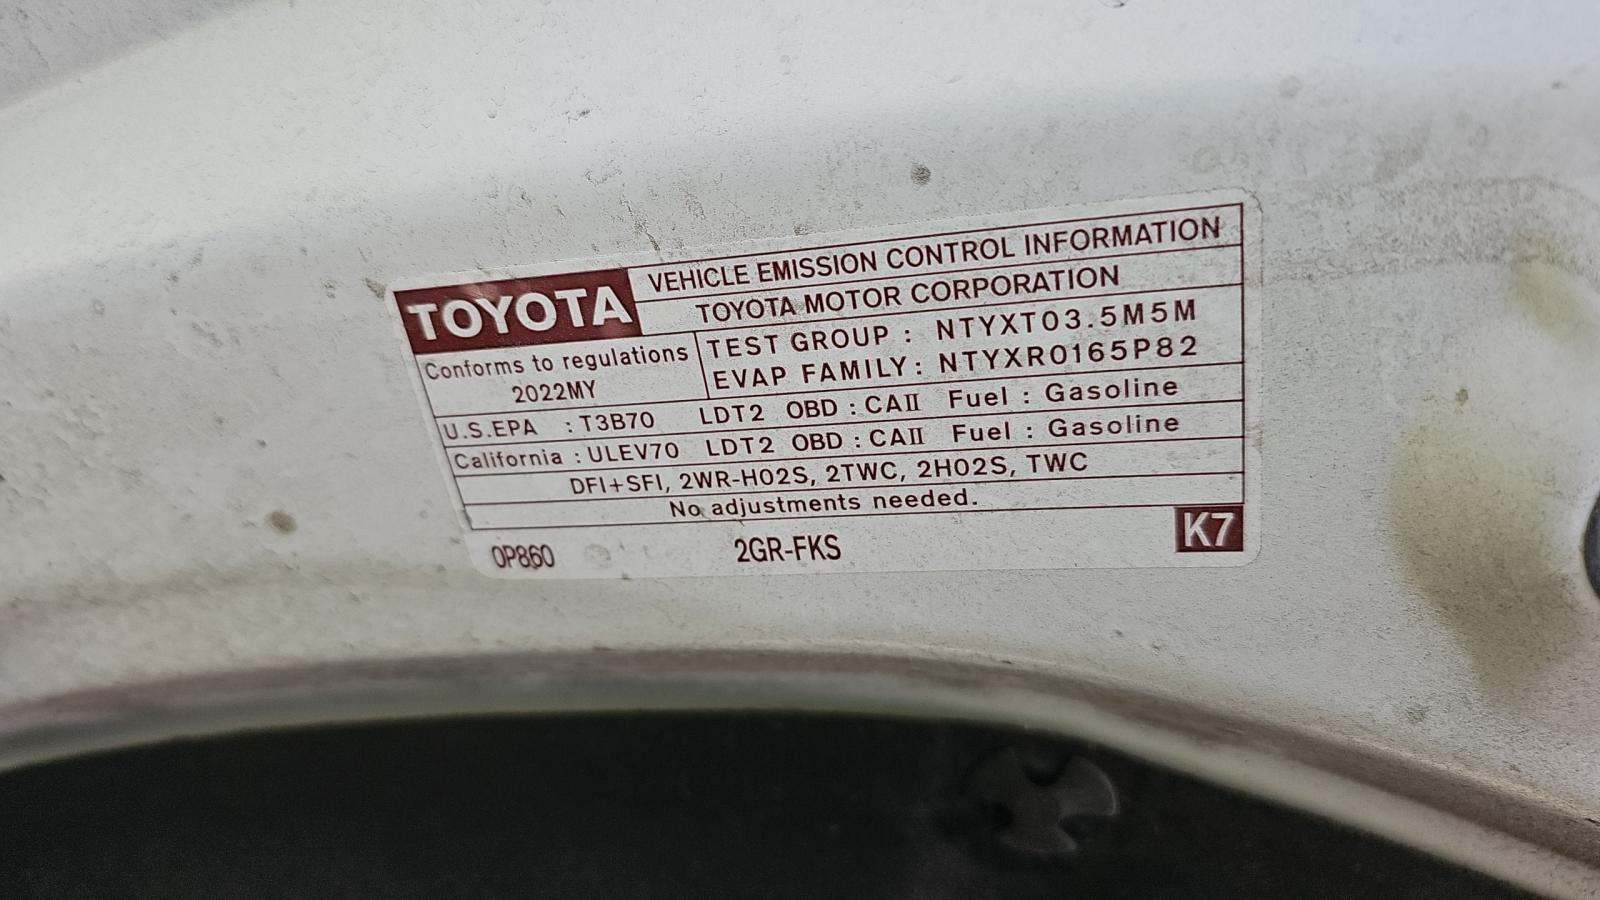 TOYOTA
VEHICLE EMISSION CONTROL INFORMATION
TOYOTA MOTOR CORPORATION
Conforms to regulations
2022MY
TEST GROUP : NTYXT03.5M5M
EVAP FAMILY : NTYXR0165P82
U.S.EPA : T3B70 LDT2 OBD : CAII Fuel : Gasoline
California : ULEV70 LDT2 OBD : CAII Fuel : Gasoline
DFI+SFI, 2WR-HO2S, 2TWC, 2HO2S, TWC
No adjustments needed.
0P860 2GR-FKS K7